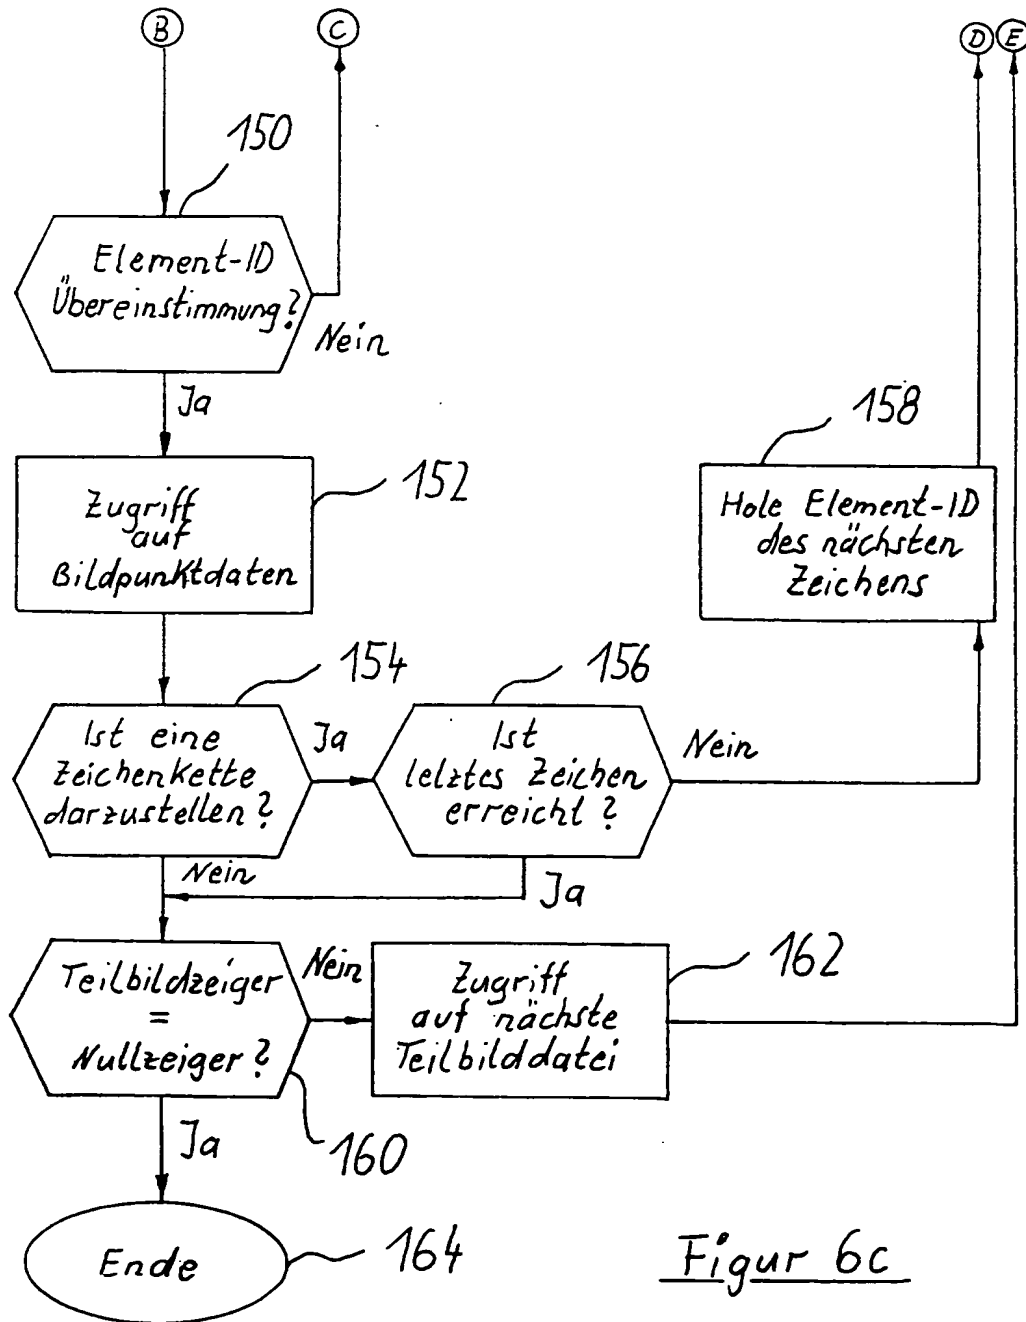 B
C
D
E
150
Element-ID
Übereinstimmung?
Nein
Ja
152
Zugriff
auf
Bildpunktdaten
158
Hole Element-ID
des nächsten
Zeichens
154
Ist eine
Zeichenkette
darzustellen?
Ja
156
Ist
letztes Zeichen
erreicht?
Nein
Nein
Ja
Teilbildzeiger
=
Nullzeiger?
Nein
162
Zugriff
auf nächste
Teilbilddatei
Ja
160
Ende
164
Figur 6c